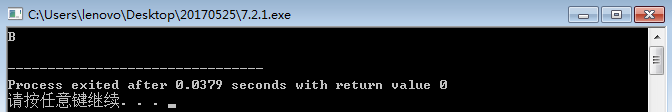 C:\Users\lenovo\Desktop\20170525\7.2.1.exe
B
--------------------------------
Process exited after 0.0379 seconds with return value 0
请按任意键继续. . .